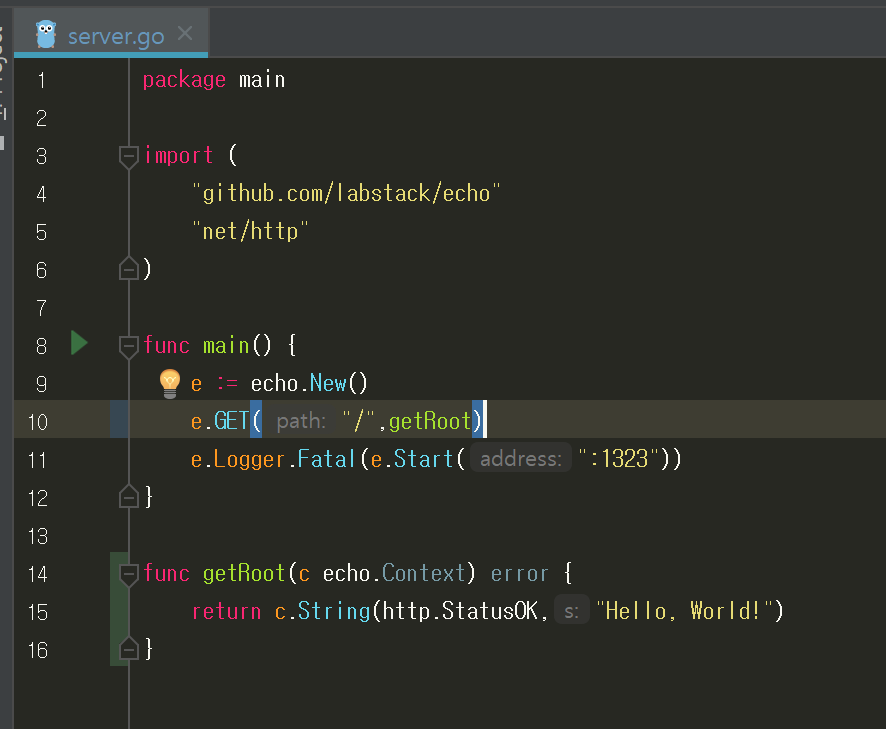 server.go
1 package main
2
3 import (
4 "github.com/labstack/echo"
5 "net/http"
6 )
7
8 func main() {
9 e := echo.New()
10 e.GET( path: "/",getRoot)
11 e.Logger.Fatal(e.Start( address: ":1323"))
12 }
13
14 func getRoot(c echo.Context) error {
15 return c.String(http.StatusOK, s: "Hello, World!")
16 }